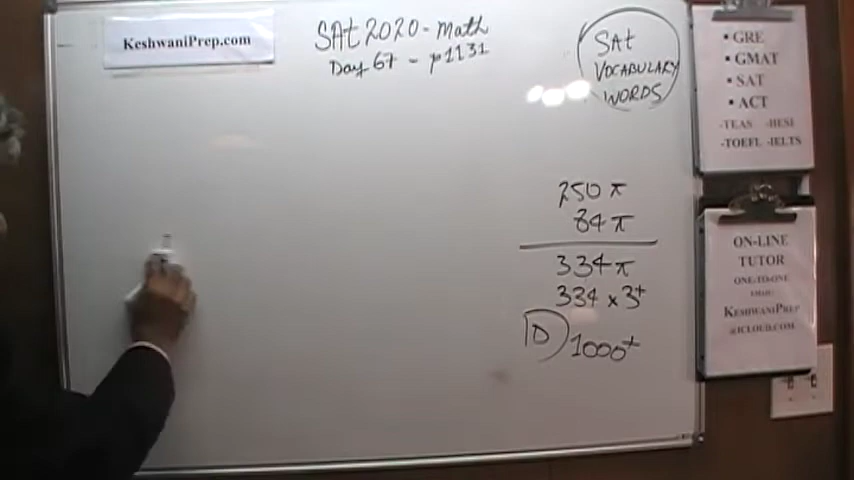 KeshwaniPrep.com
SAt 2020 - Math
Day 67 - p1131
SAt
VOCABULARY
WORDS
250 π
84 π
334 π
334 x 3+
D 1000+
• GRE
• GMAT
• SAT
• ACT
-TEAS -HESI
-TOEFL -IELTS
ON-LINE
TUTOR
ONE-TO-ONE
EMAIL:
KESHWANIPREP
@ICLOUD.COM